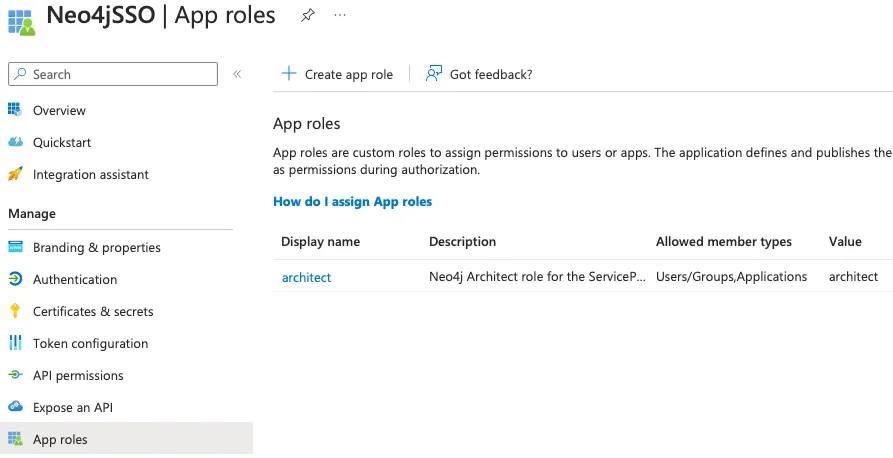 Neo4jSSO | App roles
Search
Overview
Quickstart
Integration assistant
Manage
Branding & properties
Authentication
Certificates & secrets
Token configuration
API permissions
Expose an API
App roles
Create app role
Got feedback?
App roles
App roles are custom roles to assign permissions to users or apps. The application defines and publishes the
as permissions during authorization.
How do I assign App roles
Display name Description Allowed member types Value
architect Neo4j Architect role for the ServiceP... Users/Groups,Applications architect